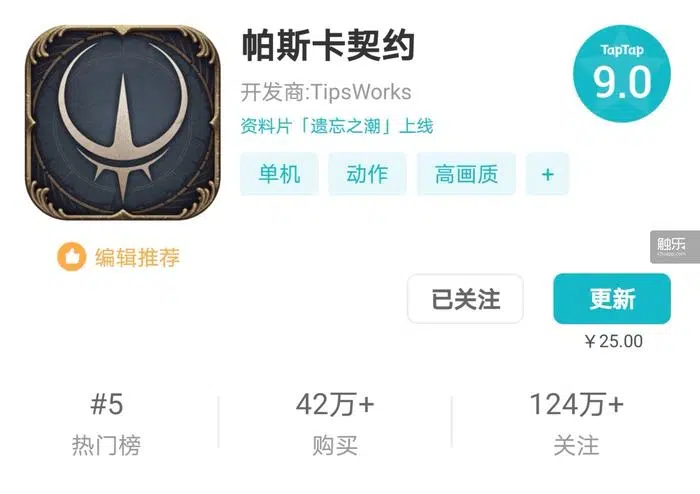 帕斯卡契约
TapTap
9.0
开发商:TipsWorks
资料片「遗忘之潮」上线
单机 动作 高画质 +
编辑推荐
触乐
chuapp.com
已关注 更新
￥25.00
#5 42万+ 124万+
热门榜 购买 关注